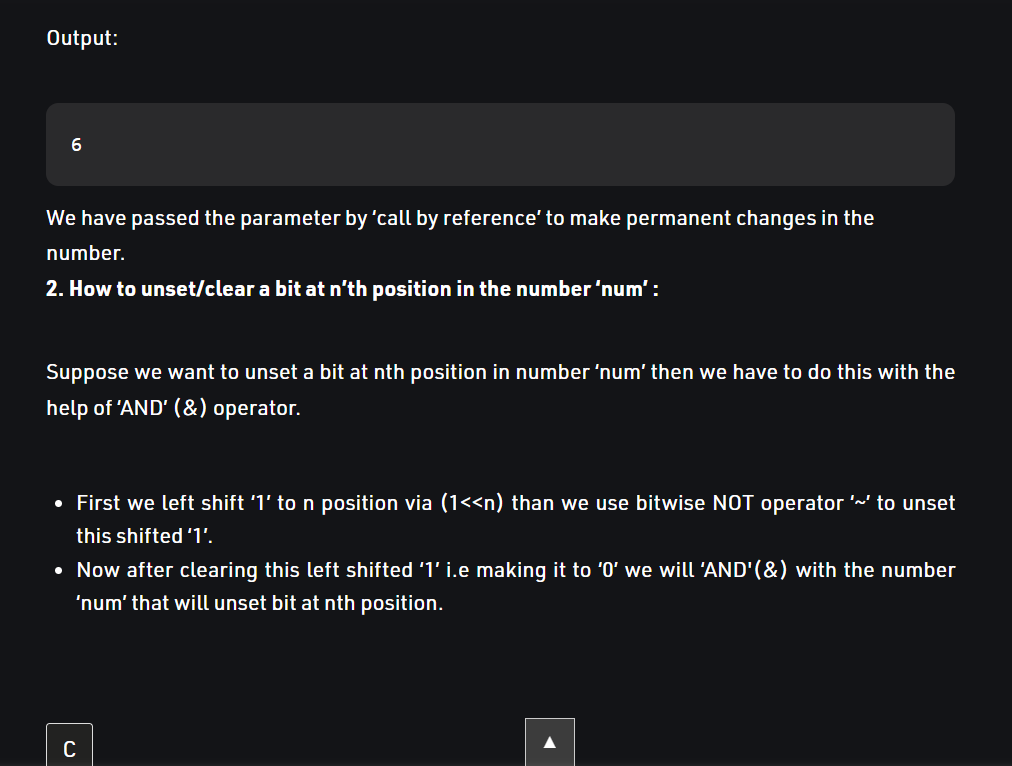 Output:
6
We have passed the parameter by ‘call by reference’ to make permanent changes in the
number.
2. How to unset/clear a bit at n’th position in the number ‘num’ :
Suppose we want to unset a bit at nth position in number ‘num’ then we have to do this with the
help of ‘AND’ (&) operator.
• First we left shift ‘1’ to n position via (1<<n) than we use bitwise NOT operator ‘~’ to unset
this shifted ‘1’.
• Now after clearing this left shifted ‘1’ i.e making it to ‘0’ we will ‘AND'(&) with the number
‘num’ that will unset bit at nth position.
C
▲